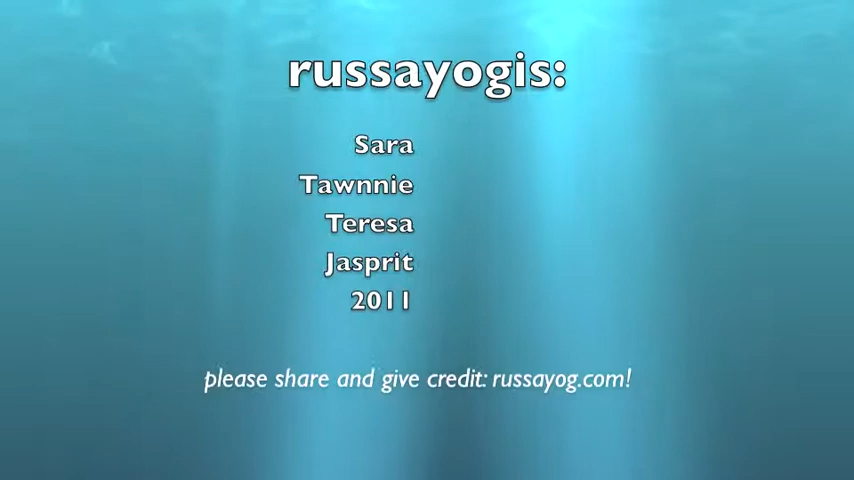 russayogis:
Sara
Tawnnie
Teresa
Jasprit
2011
please share and give credit: russayog.com!